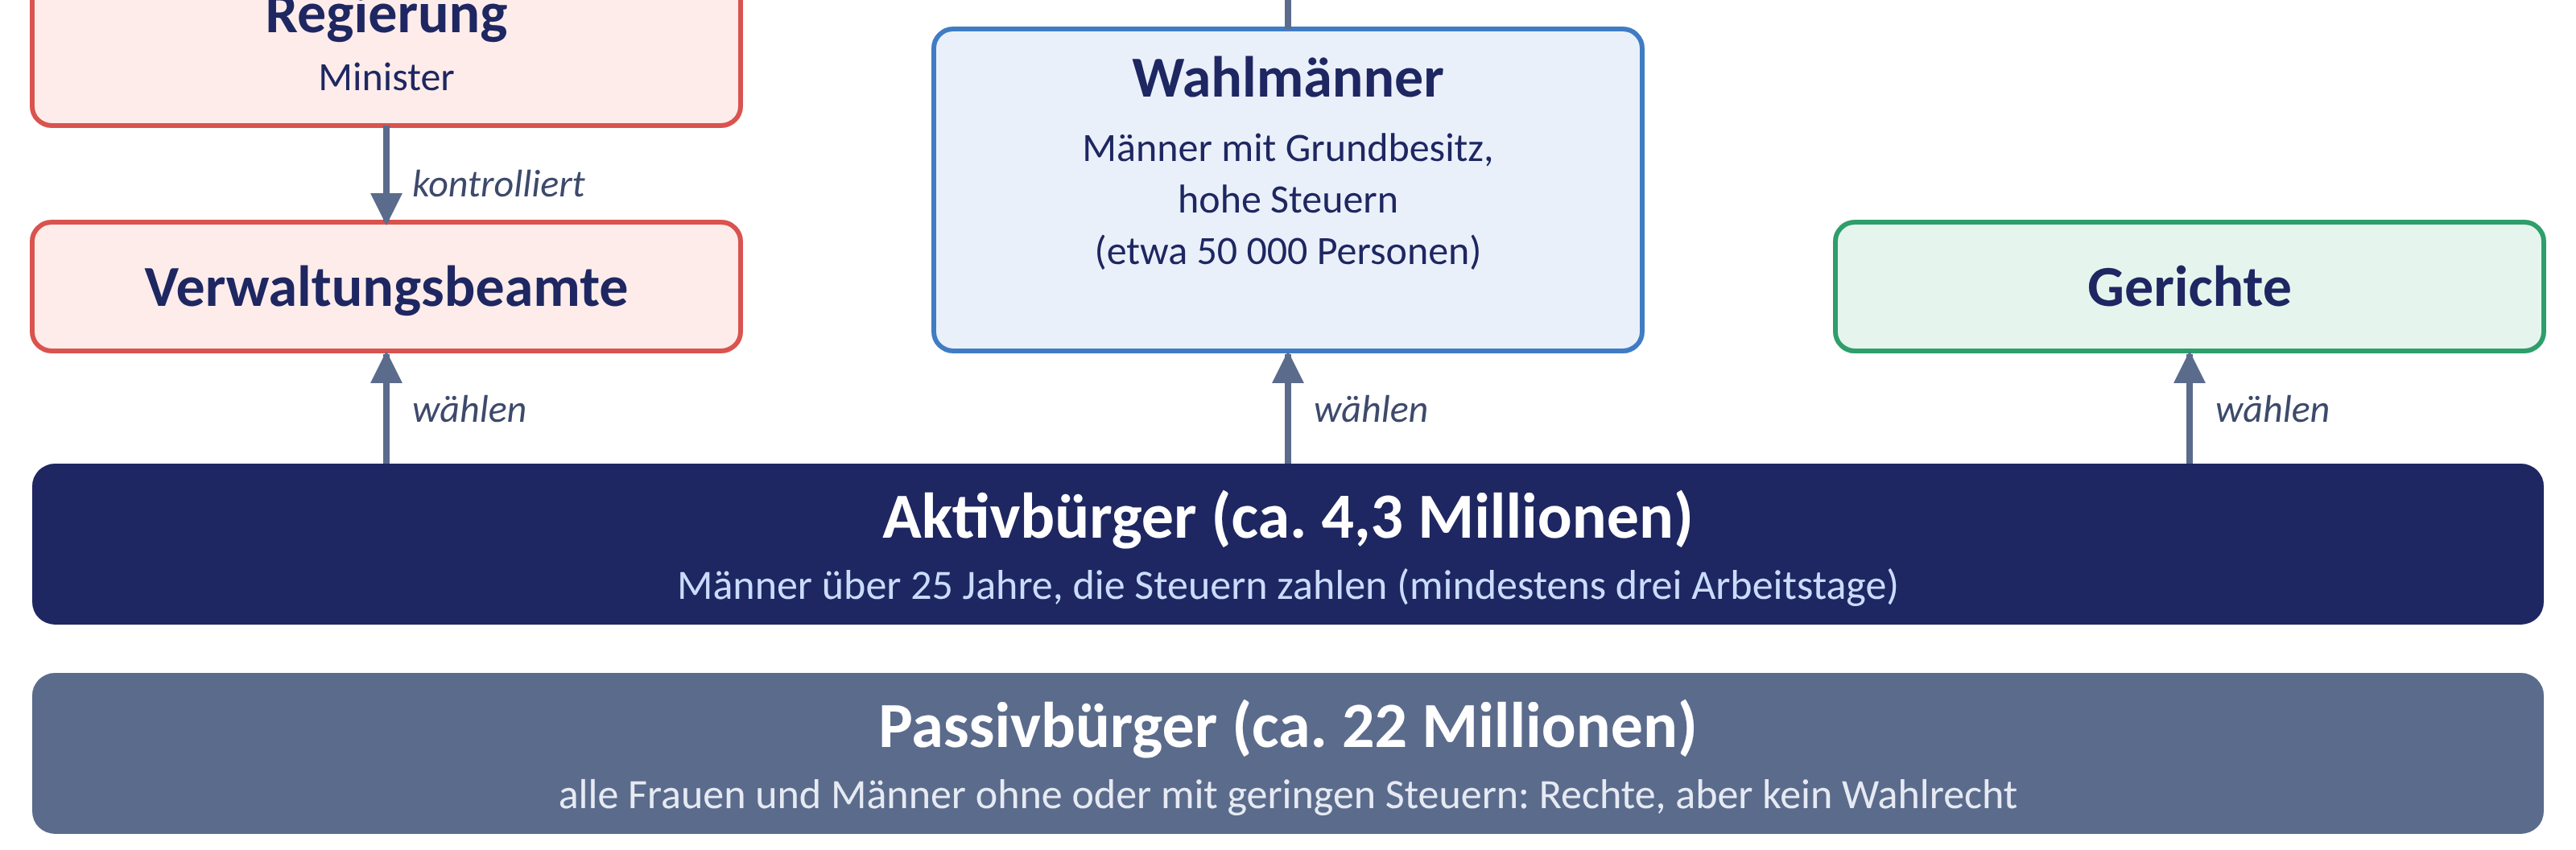 Regierung
Minister
kontrolliert
Verwaltungsbeamte
wählen
Wahlmänner
Männer mit Grundbesitz,
hohe Steuern
(etwa 50 000 Personen)
wählen
Gerichte
wählen
Aktivbürger (ca. 4,3 Millionen)
Männer über 25 Jahre, die Steuern zahlen (mindestens drei Arbeitstage)
Passivbürger (ca. 22 Millionen)
alle Frauen und Männer ohne oder mit geringen Steuern: Rechte, aber kein Wahlrecht